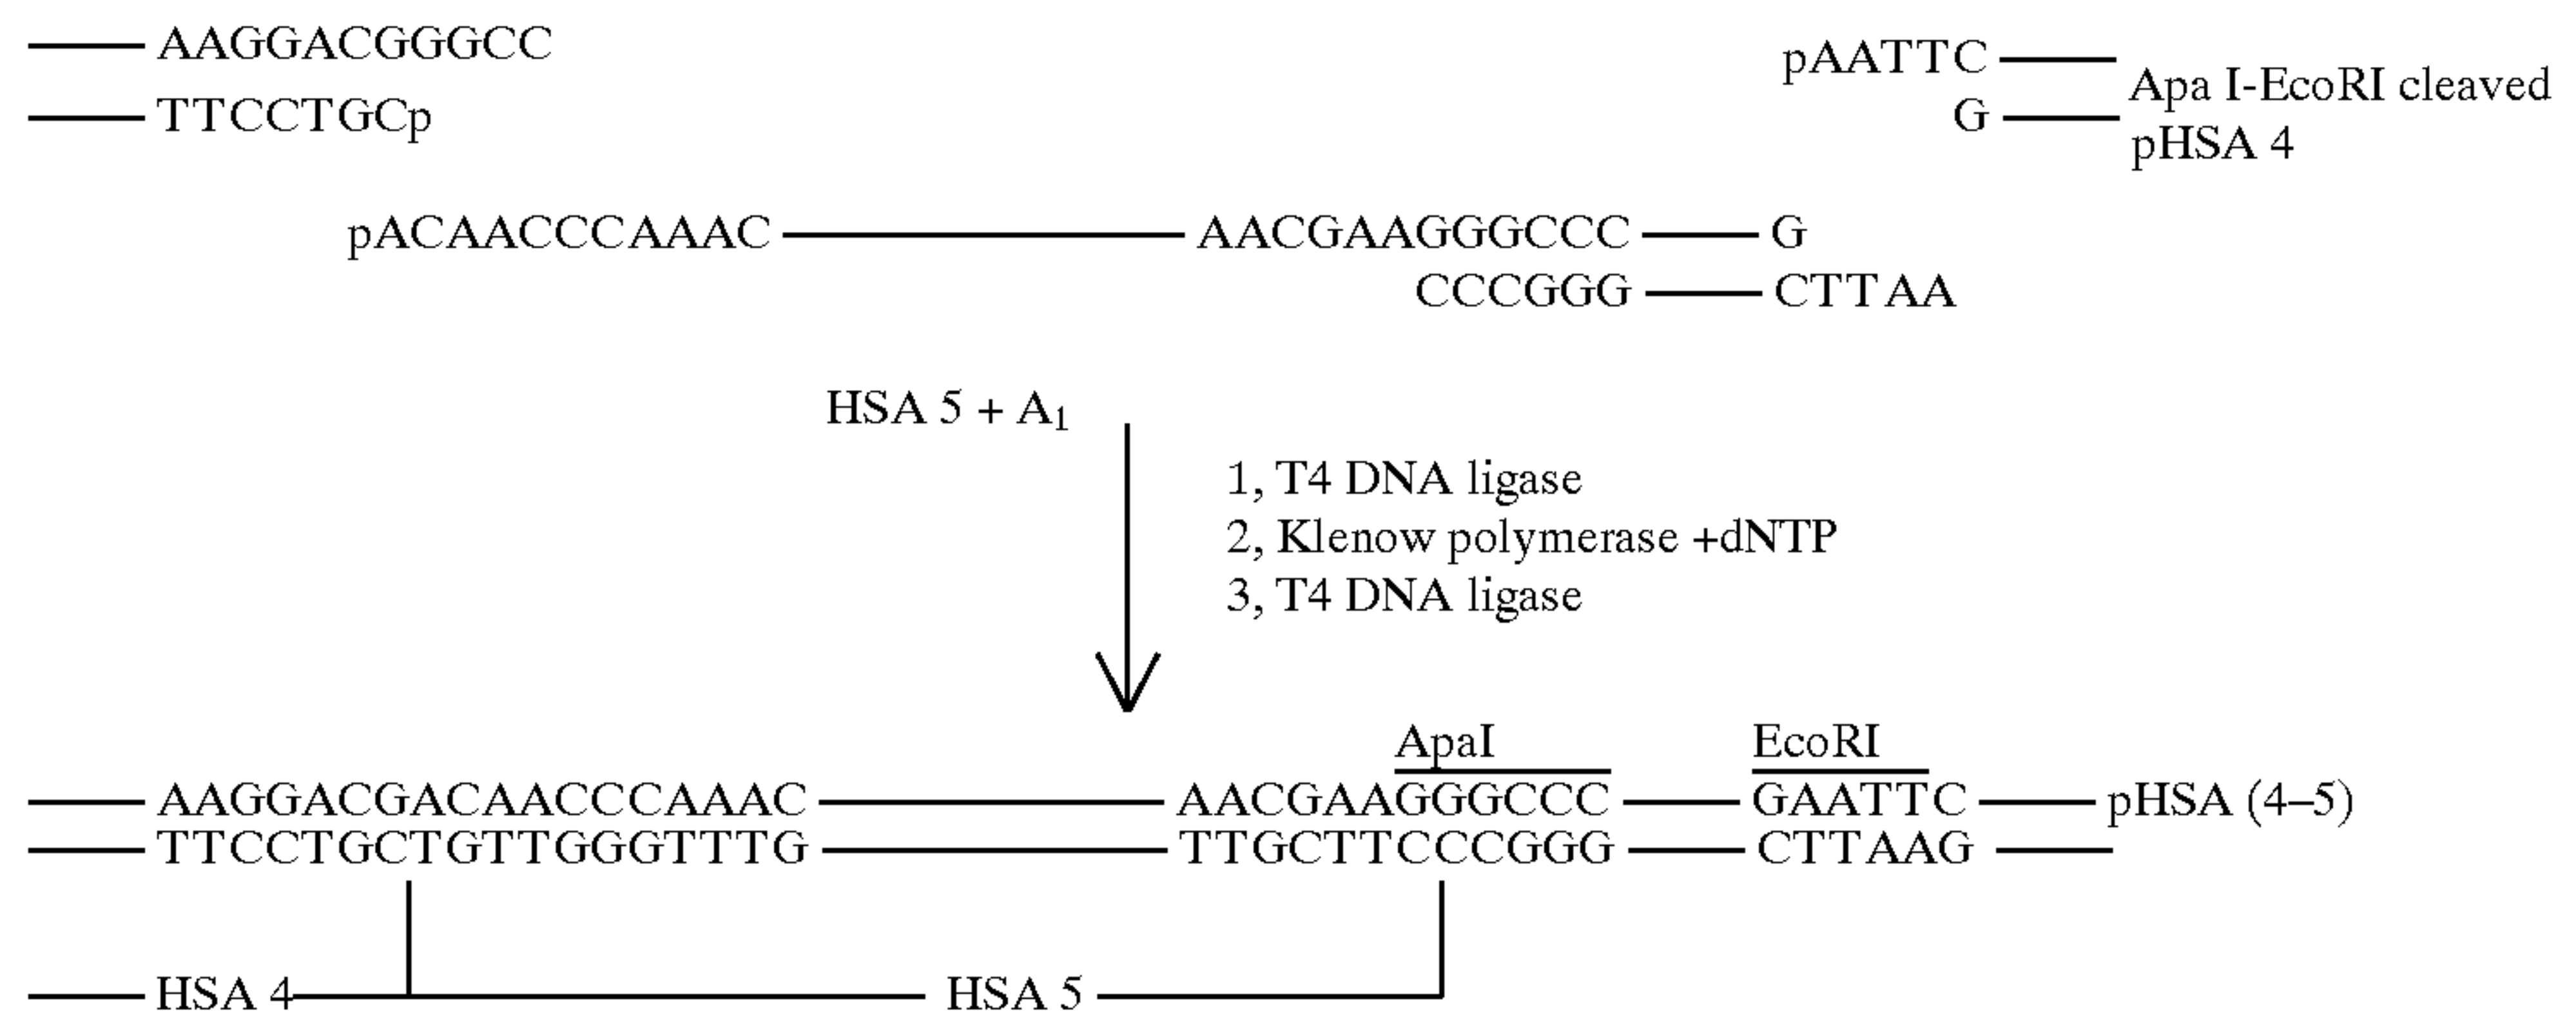 AAGGACGGGCC
TTCCTGCp
pAATTC
G
Apa I-EcoRI cleaved
pHSA 4
pACAACCCAAAC AACGAAGGGCCC G
CCCGGG CTTAA
HSA 5 + A1
1, T4 DNA ligase
2, Klenow polymerase +dNTP
3, T4 DNA ligase
ApaI EcoRI
AAGGACGACAACCCAAAC AACGAAGGGCCC GAATTC pHSA (4–5)
TTCCTGCTGTTGGGTTTG TTGCTTCCCGGG CTTAAG
HSA 4 HSA 5